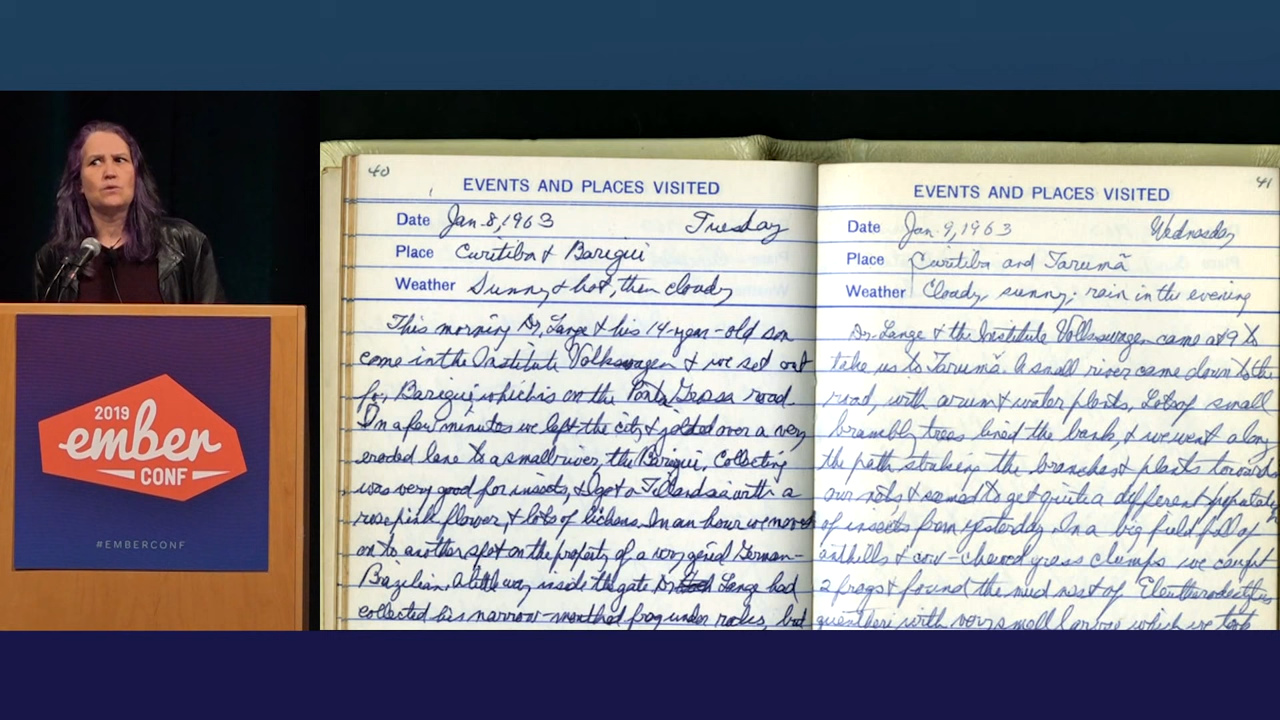 2019
ember
CONF
#EMBERCONF
40
EVENTS AND PLACES VISITED
Date Jan. 8, 1963 Tuesday
Place Curitiba & Barigui
Weather Sunny & hot, then cloudy
This morning Dr. Lange & his 14-year-old son
come in the Institute Volkswagen & we set out
for Barigui which is on the Ponta Grossa road.
In a few minutes we left the city & jolted over a very
eroded lane to a small river, the Barigui. Collecting
was very good for insects, & I got a Tillandsia with a
rose pink flower & lots of lichens. In an hour we moved
on to another spot on the property of a very genial German-
Brazilian. A little way inside the gate Dr. Lange had
collected his narrow-mouthed frog under rocks, but
41
EVENTS AND PLACES VISITED
Date Jan. 9, 1963 Wednesday
Place Curitiba and Tarumã
Weather Cloudy, sunny; rain in the evening
Dr. Lange & the Institute Volkswagen came at 9 to
take us to Tarumã. A small river came down to the
road, with arum & water plants. Lots of small
brambly trees lined the bank, & we went along
the path shaking the branches & plants toward
our nets & seemed to get quite a different
of insects from yesterday. In a big field full of
anthills & cow-chewed grass clumps we caught
2 frogs & found the mud nest of
with very small larvae which we took